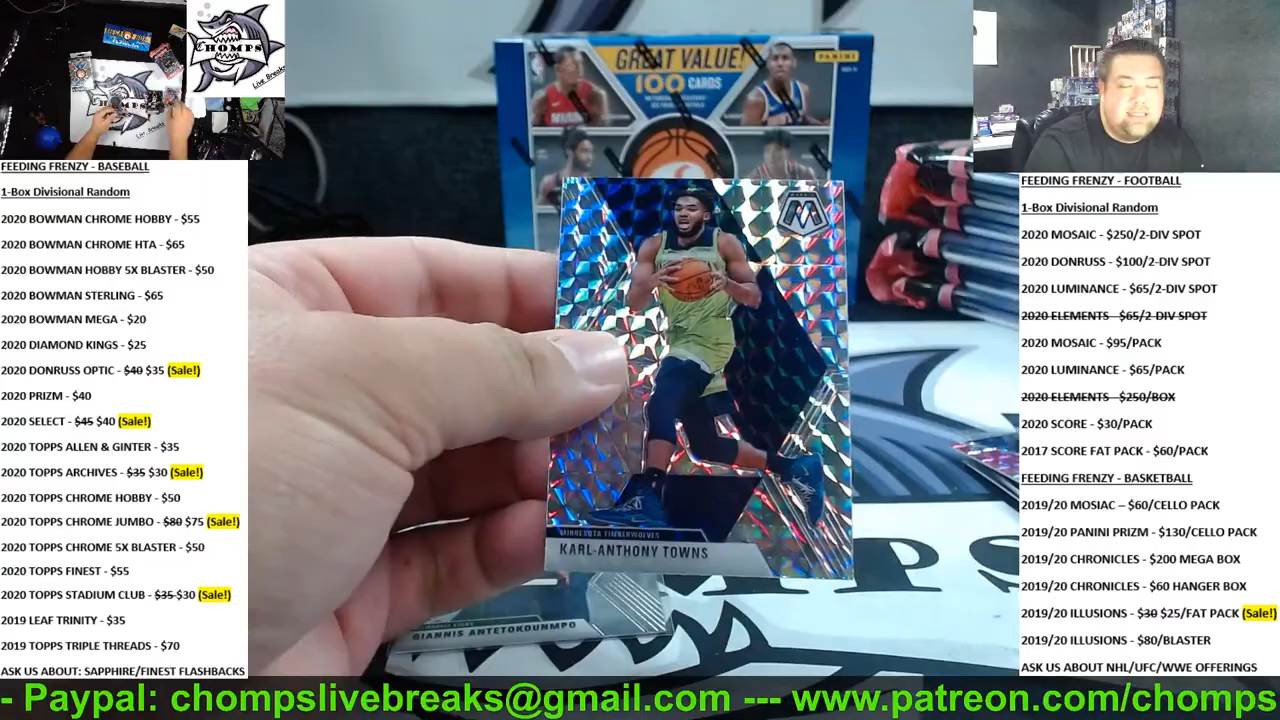 CHOMPS
Live Breaks
CHOMPS
FEEDING FRENZY - BASEBALL
1-Box Divisional Random
2020 BOWMAN CHROME HOBBY - $55
2020 BOWMAN CHROME HTA - $65
2020 BOWMAN HOBBY 5X BLASTER - $50
2020 BOWMAN STERLING - $65
2020 BOWMAN MEGA - $20
2020 DIAMOND KINGS - $25
2020 DONRUSS OPTIC - $40 $35 (Sale!)
2020 PRIZM - $40
2020 SELECT - $45 $40 (Sale!)
2020 TOPPS ALLEN & GINTER - $35
2020 TOPPS ARCHIVES - $35 $30 (Sale!)
2020 TOPPS CHROME HOBBY - $50
2020 TOPPS CHROME JUMBO - $80 $75 (Sale!)
2020 TOPPS CHROME 5X BLASTER - $50
2020 TOPPS FINEST - $55
2020 TOPPS STADIUM CLUB - $35 $30 (Sale!)
2019 LEAF TRINITY - $35
2019 TOPPS TRIPLE THREADS - $70
ASK US ABOUT: SAPPHIRE/FINEST FLASHBACKS
GREAT VALUE!
100 CARDS
PANINI
MOSAIC
MINNESOTA TIMBERWOLVES
KARL-ANTHONY TOWNS
GIANNIS ANTETOKOUNMPO
FEEDING FRENZY - FOOTBALL
1-Box Divisional Random
2020 MOSAIC - $250/2-DIV SPOT
2020 DONRUSS - $100/2-DIV SPOT
2020 LUMINANCE - $65/2-DIV SPOT
2020 ELEMENTS - $65/2 DIV SPOT
2020 MOSAIC - $95/PACK
2020 LUMINANCE - $65/PACK
2020 ELEMENTS - $250/BOX
2020 SCORE - $30/PACK
2017 SCORE FAT PACK - $60/PACK
FEEDING FRENZY - BASKETBALL
2019/20 MOSIAC – $60/CELLO PACK
2019/20 PANINI PRIZM - $130/CELLO PACK
2019/20 CHRONICLES - $200 MEGA BOX
2019/20 CHRONICLES - $60 HANGER BOX
2019/20 ILLUSIONS - $30 $25/FAT PACK (Sale!)
2019/20 ILLUSIONS - $80/BLASTER
ASK US ABOUT NHL/UFC/WWE OFFERINGS
- Paypal: chompslivebreaks@gmail.com --- www.patreon.com/chomps